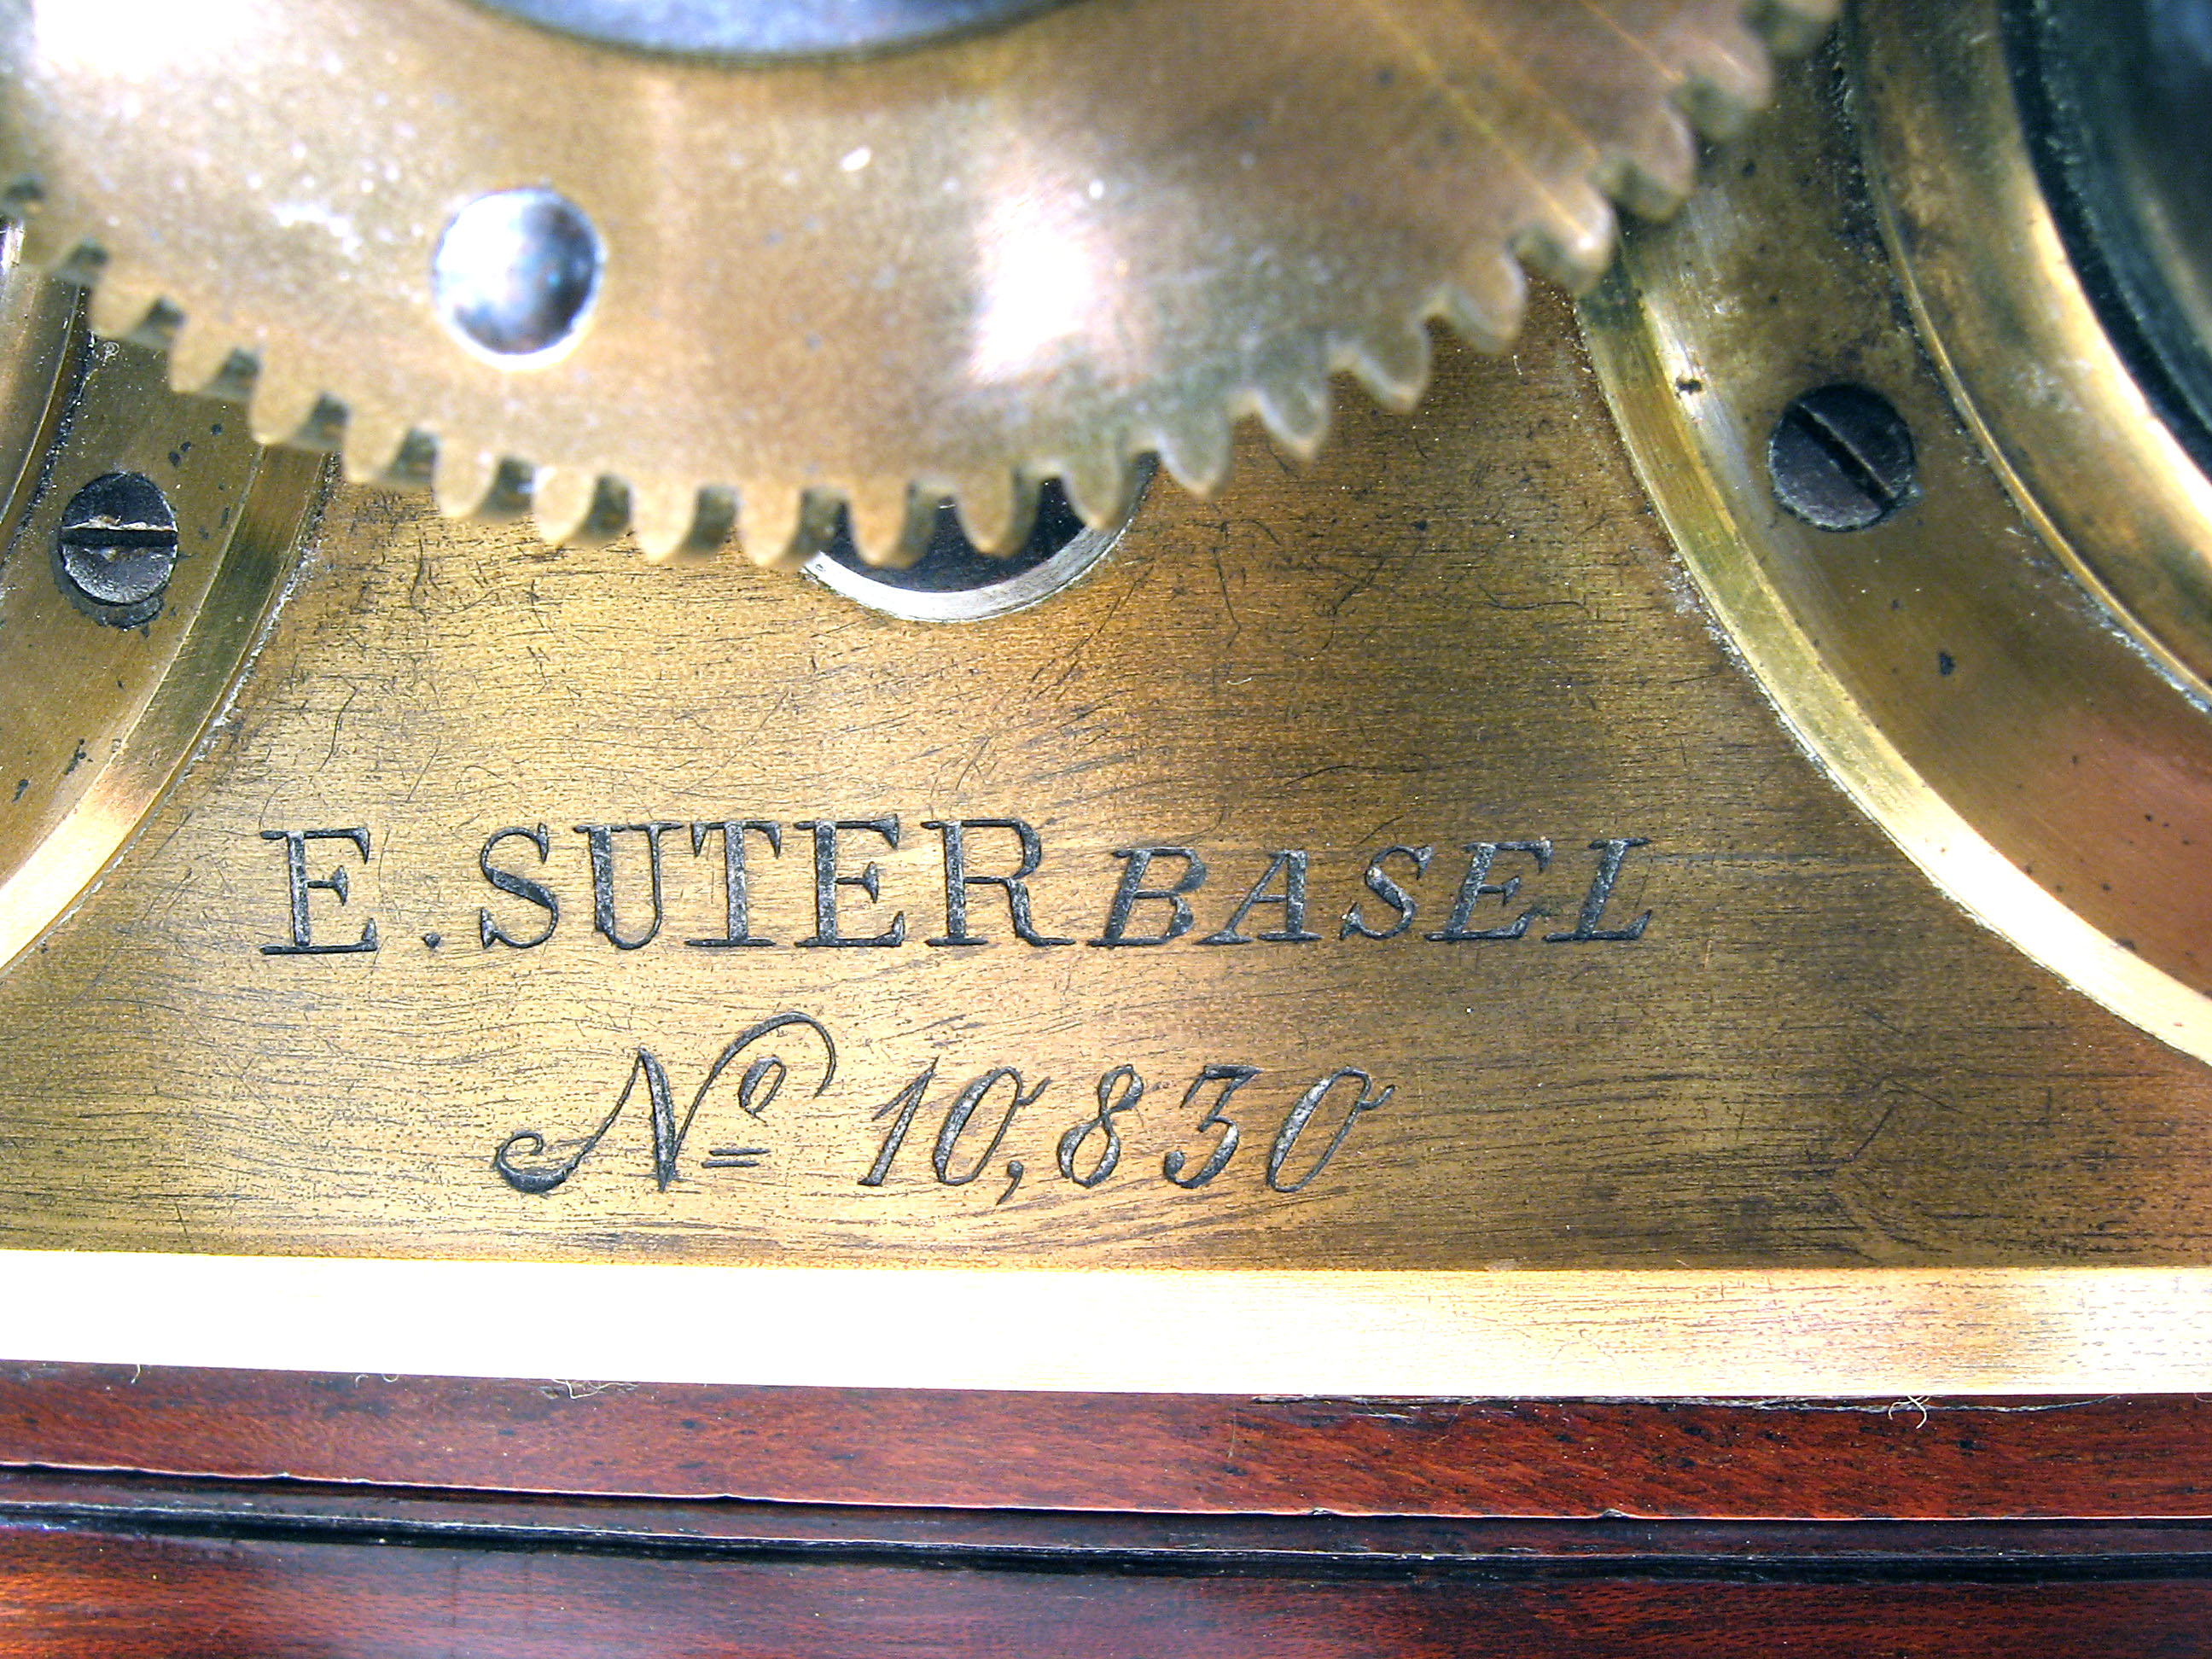 E. SUTER BASEL
Nº 10,830